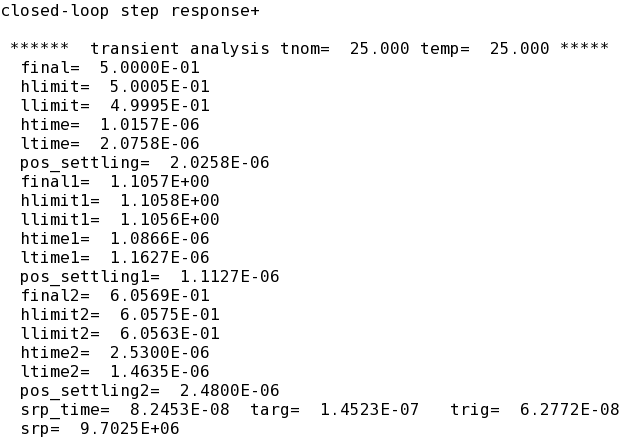 closed-loop step response+
****** transient analysis tnom= 25.000 temp= 25.000 *****
final= 5.0000E-01
hlimit= 5.0005E-01
llimit= 4.9995E-01
htime= 1.0157E-06
ltime= 2.0758E-06
pos_settling= 2.0258E-06
final1= 1.1057E+00
hlimit1= 1.1058E+00
llimit1= 1.1056E+00
htime1= 1.0866E-06
ltime1= 1.1627E-06
pos_settling1= 1.1127E-06
final2= 6.0569E-01
hlimit2= 6.0575E-01
llimit2= 6.0563E-01
htime2= 2.5300E-06
ltime2= 1.4635E-06
pos_settling2= 2.4800E-06
srp_time= 8.2453E-08 targ= 1.4523E-07 trig= 6.2772E-08
srp= 9.7025E+06